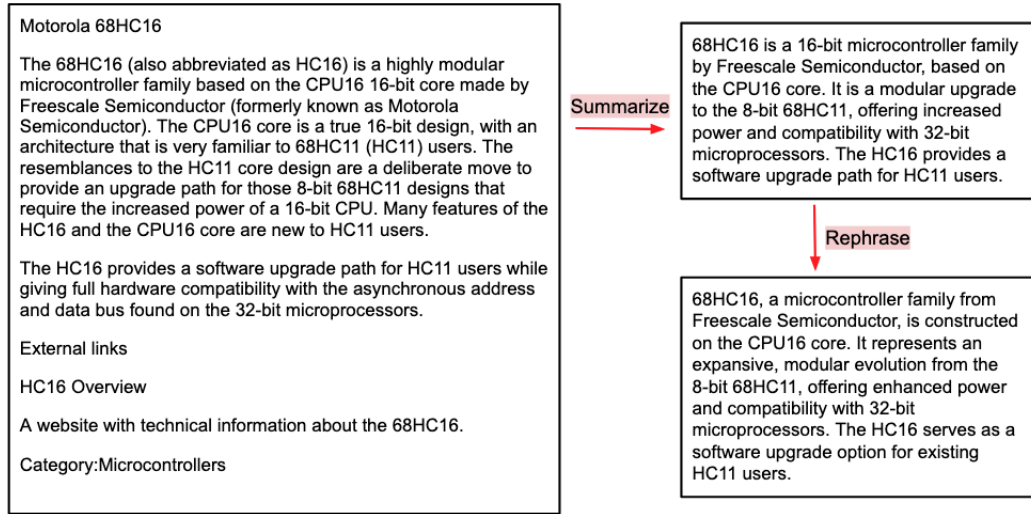 Motorola 68HC16
The 68HC16 (also abbreviated as HC16) is a highly modular
microcontroller family based on the CPU16 16-bit core made by
Freescale Semiconductor (formerly known as Motorola
Semiconductor). The CPU16 core is a true 16-bit design, with an
architecture that is very familiar to 68HC11 (HC11) users. The
resemblances to the HC11 core design are a deliberate move to
provide an upgrade path for those 8-bit 68HC11 designs that
require the increased power of a 16-bit CPU. Many features of the
HC16 and the CPU16 core are new to HC11 users.
The HC16 provides a software upgrade path for HC11 users while
giving full hardware compatibility with the asynchronous address
and data bus found on the 32-bit microprocessors.
External links
HC16 Overview
A website with technical information about the 68HC16.
Category:Microcontrollers
Summarize
68HC16 is a 16-bit microcontroller family
by Freescale Semiconductor, based on
the CPU16 core. It is a modular upgrade
to the 8-bit 68HC11, offering increased
power and compatibility with 32-bit
microprocessors. The HC16 provides a
software upgrade path for HC11 users.
Rephrase
68HC16, a microcontroller family from
Freescale Semiconductor, is constructed
on the CPU16 core. It represents an
expansive, modular evolution from the
8-bit 68HC11, offering enhanced power
and compatibility with 32-bit
microprocessors. The HC16 serves as a
software upgrade option for existing
HC11 users.